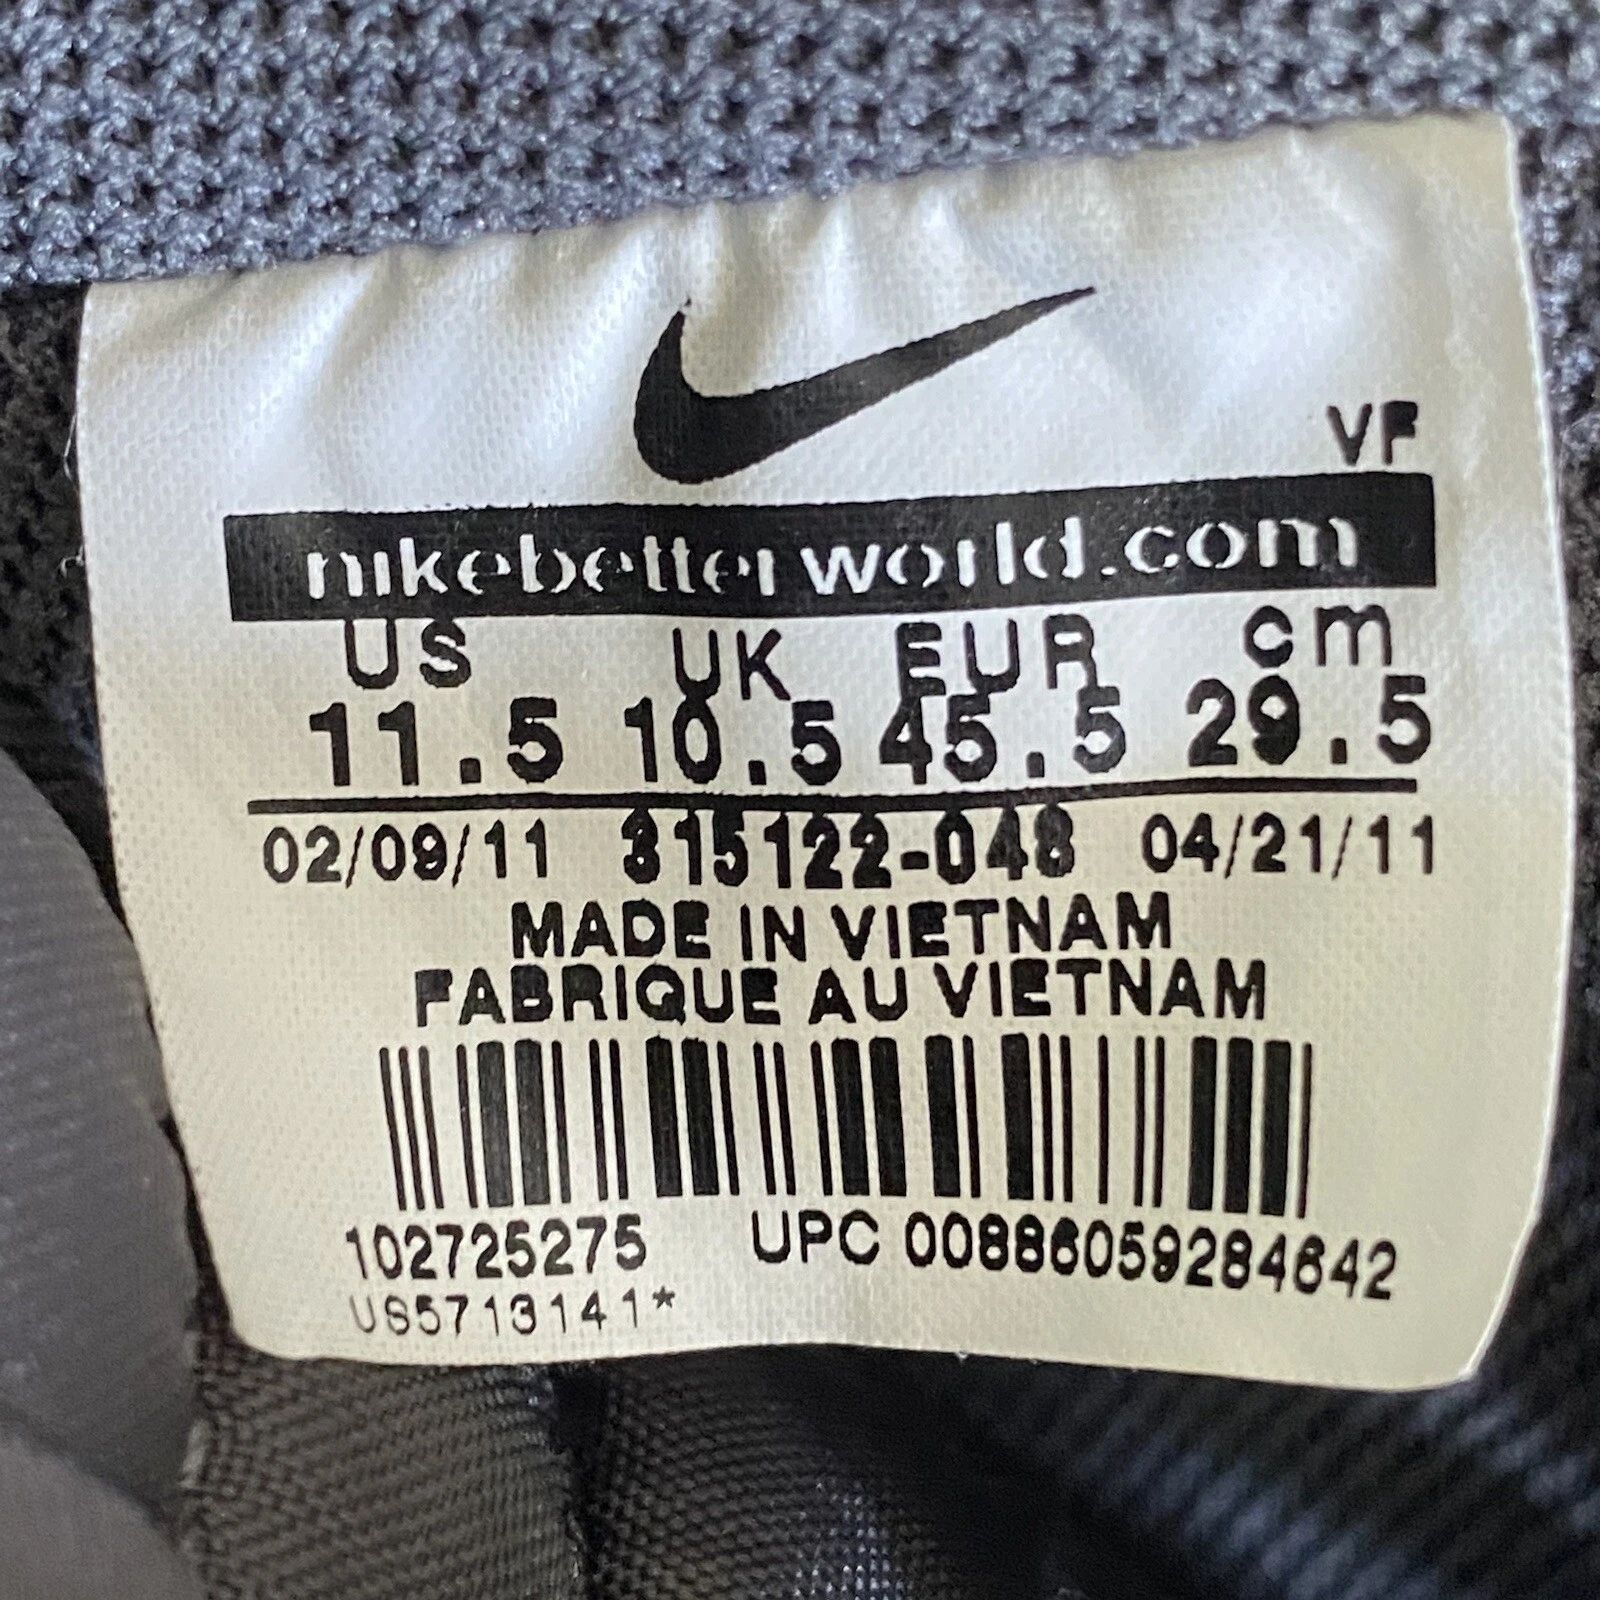 VF
nikebetterworld.com
US UK EUR cm
11.5 10.5 45.5 29.5
02/09/11 315122-048 04/21/11
MADE IN VIETNAM
FABRIQUE AU VIETNAM
102725275 UPC 00886059284642
US5713141*